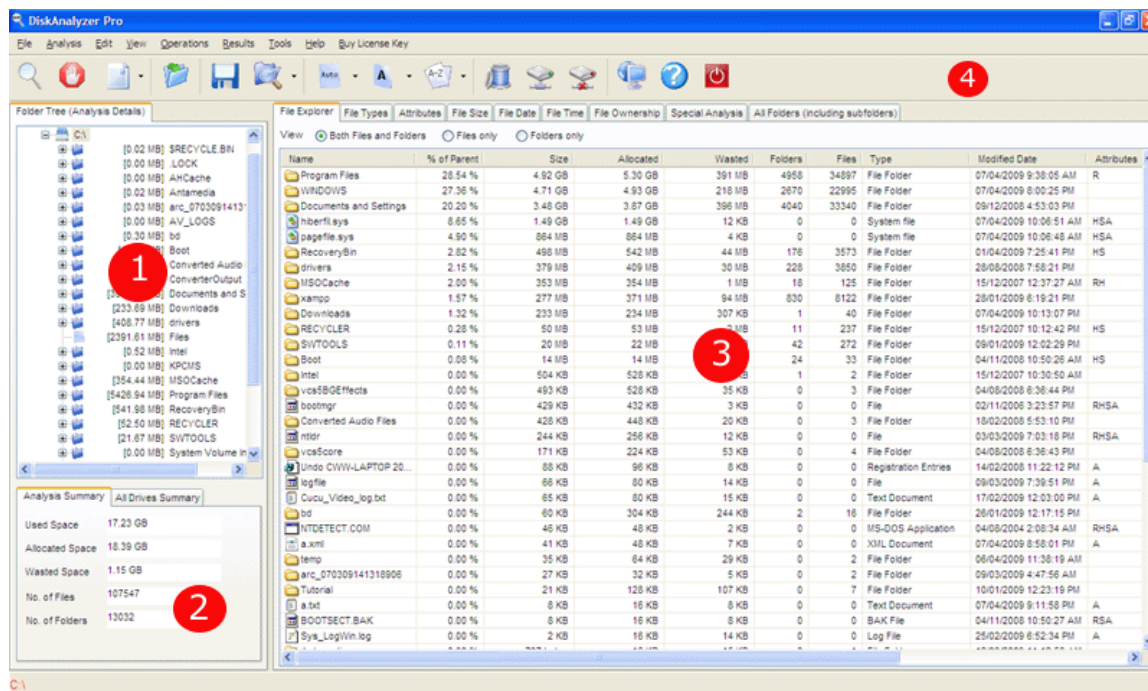 DiskAnalyzer Pro
File Analysis Edit View Operations Results Tools Help Buy License Key
Auto A A-Z 4
Folder Tree (Analysis Details)
C:\
[0.02 MB] $RECYCLE.BIN
[0.00 MB] .LOCK
[0.00 MB] AHCache
[0.02 MB] Antamedia
[0.03 MB] arc_0703091413
[0.00 MB] AV_LOGS
[0.30 MB] bd
Boot
Converted Audio
ConverterOutput
Documents and S
[233.69 MB] Downloads
[408.77 MB] drivers
[2391.61 MB] Files
[0.52 MB] Intel
[0.00 MB] KPCMS
[354.44 MB] MSOCache
[5426.94 MB] Program Files
[541.98 MB] RecoveryBin
[52.50 MB] RECYCLER
[21.67 MB] SWTOOLS
[0.00 MB] System Volume In
1
Analysis Summary All Drives Summary
Used Space 17.23 GB
Allocated Space 18.39 GB
Wasted Space 1.15 GB
No. of Files 107547
No. of Folders 13032
2
File Explorer File Types Attributes File Size File Date File Time File Ownership Special Analysis All Folders (including subfolders)
View Both Files and Folders Files only Folders only
Name % of Parent Size Allocated Wasted Folders Files Type Modified Date Attributes
Program Files 28.54 % 4.92 GB 5.30 GB 391 MB 4958 34897 File Folder 07/04/2009 9:38:05 AM R
WINDOWS 27.36 % 4.71 GB 4.93 GB 218 MB 2670 22995 File Folder 07/04/2009 8:00:25 PM
Documents and Settings 20.20 % 3.48 GB 3.87 GB 396 MB 4040 33340 File Folder 09/12/2008 4:53:03 PM
hiberfil.sys 8.65 % 1.49 GB 1.49 GB 12 KB 0 0 System file 07/04/2009 10:06:51 AM HSA
pagefile.sys 4.90 % 864 MB 864 MB 4 KB 0 0 System file 07/04/2009 10:06:48 AM HSA
RecoveryBin 2.82 % 498 MB 542 MB 44 MB 176 3573 File Folder 01/04/2009 7:25:41 PM HS
drivers 2.15 % 379 MB 409 MB 30 MB 228 3850 File Folder 28/08/2008 7:58:21 PM
MSOCache 2.00 % 353 MB 354 MB 1 MB 18 125 File Folder 15/12/2007 12:37:27 AM RH
xampp 1.57 % 277 MB 371 MB 94 MB 830 8122 File Folder 28/01/2009 6:19:21 PM
Downloads 1.32 % 233 MB 234 MB 307 KB 1 40 File Folder 07/04/2009 10:13:07 PM
RECYCLER 0.28 % 50 MB 53 MB MB 11 237 File Folder 15/12/2007 10:12:42 PM HS
SWTOOLS 0.11 % 20 MB 22 MB 42 272 File Folder 09/01/2009 12:02:29 PM
Boot 0.08 % 14 MB 14 MB 24 33 File Folder 04/11/2008 10:50:26 AM HS
Intel 0.00 % 504 KB 528 KB KB 1 2 File Folder 15/12/2007 10:30:50 AM
vcs5BGEffects 0.00 % 493 KB 528 KB 35 KB 0 3 File Folder 04/08/2008 6:36:44 PM
bootmgr 0.00 % 429 KB 432 KB 3 KB 0 0 File 02/11/2006 3:23:57 PM RHSA
Converted Audio Files 0.00 % 428 KB 448 KB 20 KB 0 3 File Folder 18/02/2008 5:53:10 PM
ntldr 0.00 % 244 KB 256 KB 12 KB 0 0 File 03/03/2009 7:03:18 PM RHSA
vcs5core 0.00 % 171 KB 224 KB 53 KB 0 4 File Folder 04/08/2008 6:36:43 PM
Undo CWW-LAPTOP 20... 0.00 % 88 KB 96 KB 8 KB 0 0 Registration Entries 14/02/2008 11:22:12 PM A
logfile 0.00 % 66 KB 80 KB 14 KB 0 0 File 09/03/2009 7:39:51 PM A
Cucu_Video_log.txt 0.00 % 65 KB 80 KB 15 KB 0 0 Text Document 17/02/2009 12:03:00 PM A
bd 0.00 % 60 KB 304 KB 244 KB 2 16 File Folder 26/01/2009 12:17:15 PM
NTDETECT.COM 0.00 % 46 KB 48 KB 2 KB 0 0 MS-DOS Application 04/08/2004 2:08:34 AM RHSA
a.xml 0.00 % 41 KB 48 KB 7 KB 0 0 XML Document 07/04/2009 8:58:01 PM A
temp 0.00 % 35 KB 64 KB 29 KB 0 2 File Folder 06/04/2009 11:38:19 AM
arc_070309141318906 0.00 % 27 KB 32 KB 5 KB 0 2 File Folder 09/03/2009 4:47:56 AM
Tutorial 0.00 % 21 KB 128 KB 107 KB 0 7 File Folder 10/01/2009 12:23:19 PM
a.txt 0.00 % 8 KB 16 KB 8 KB 0 0 Text Document 07/04/2009 9:11:58 PM A
BOOTSECT.BAK 0.00 % 8 KB 16 KB 8 KB 0 0 BAK File 04/11/2008 10:50:27 AM RSA
Sys_LogWin.log 0.00 % 2 KB 16 KB 14 KB 0 0 Log File 25/02/2009 6:52:34 PM A
3
C:\